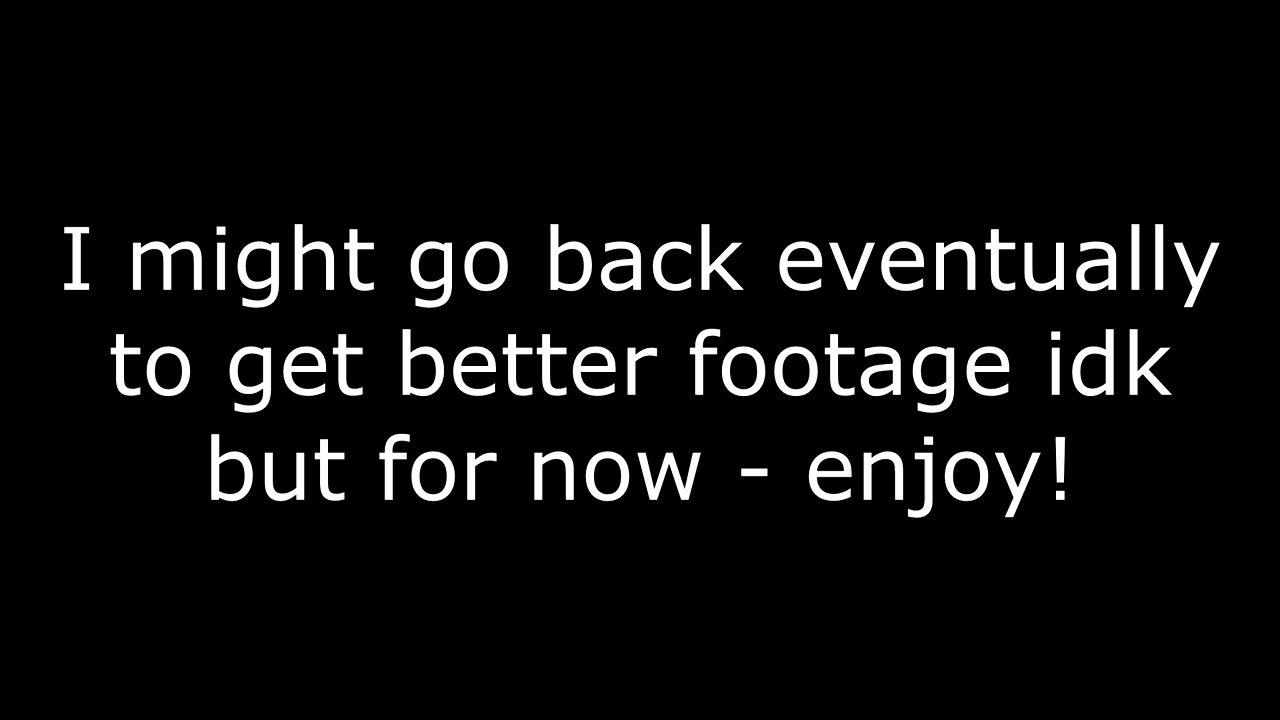 I might go back eventually
to get better footage idk
but for now - enjoy!